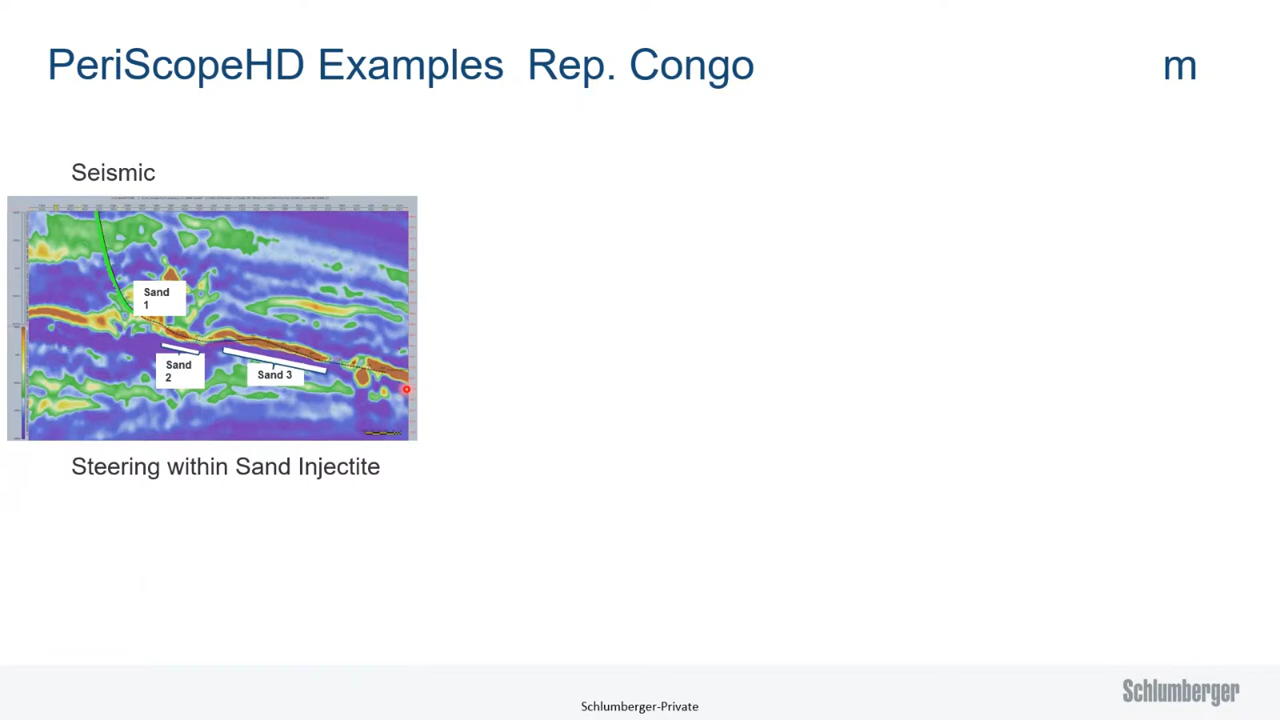 PeriScopeHD Examples  Rep. Congo
m
Seismic
Sand
1
Sand
2
Sand 3
Steering within Sand Injectite
Schlumberger
Schlumberger-Private